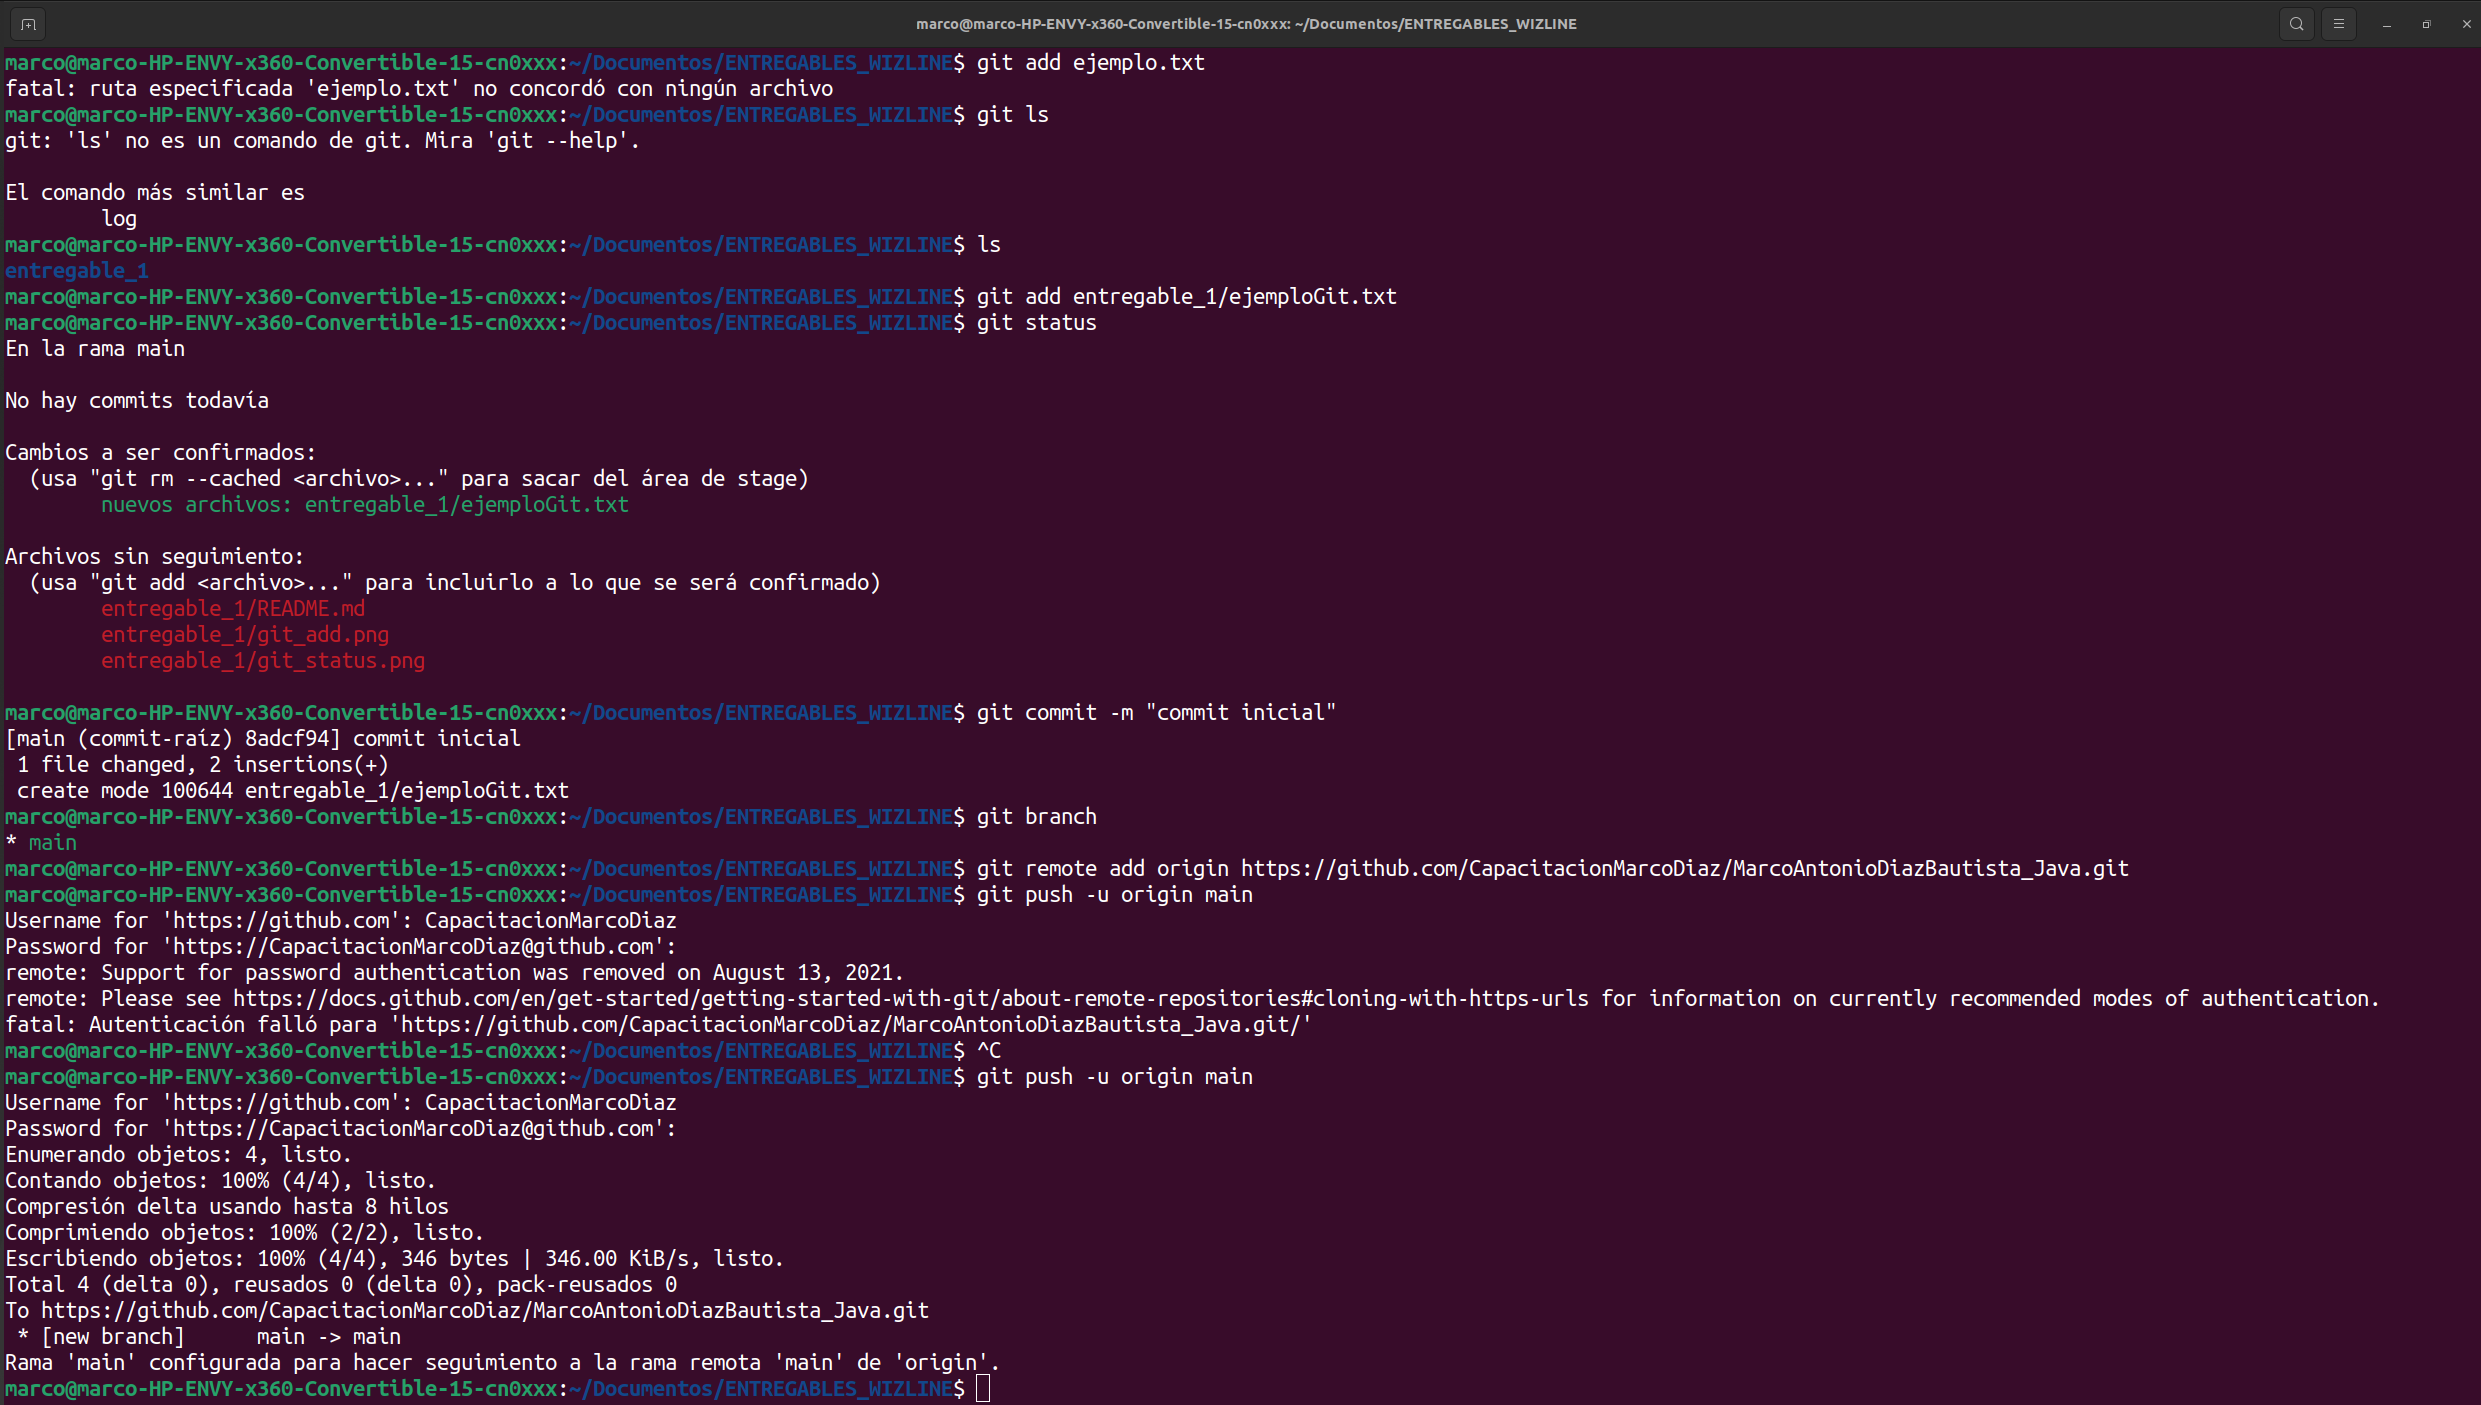 marco@marco-HP-ENVY-x360-Convertible-15-cn0xxx: ~/Documentos/ENTREGABLES_WIZLINE
marco@marco-HP-ENVY-x360-Convertible-15-cn0xxx:~/Documentos/ENTREGABLES_WIZLINE$ git add ejemplo.txt
fatal: ruta especificada 'ejemplo.txt' no concordó con ningún archivo
marco@marco-HP-ENVY-x360-Convertible-15-cn0xxx:~/Documentos/ENTREGABLES_WIZLINE$ git ls
git: 'ls' no es un comando de git. Mira 'git --help'.

El comando más similar es
        log
marco@marco-HP-ENVY-x360-Convertible-15-cn0xxx:~/Documentos/ENTREGABLES_WIZLINE$ ls
entregable_1
marco@marco-HP-ENVY-x360-Convertible-15-cn0xxx:~/Documentos/ENTREGABLES_WIZLINE$ git add entregable_1/ejemploGit.txt
marco@marco-HP-ENVY-x360-Convertible-15-cn0xxx:~/Documentos/ENTREGABLES_WIZLINE$ git status
En la rama main

No hay commits todavía

Cambios a ser confirmados:
  (usa "git rm --cached <archivo>..." para sacar del área de stage)
        nuevos archivos: entregable_1/ejemploGit.txt

Archivos sin seguimiento:
  (usa "git add <archivo>..." para incluirlo a lo que se será confirmado)
        entregable_1/README.md
        entregable_1/git_add.png
        entregable_1/git_status.png

marco@marco-HP-ENVY-x360-Convertible-15-cn0xxx:~/Documentos/ENTREGABLES_WIZLINE$ git commit -m "commit inicial"
[main (commit-raíz) 8adcf94] commit inicial
 1 file changed, 2 insertions(+)
 create mode 100644 entregable_1/ejemploGit.txt
marco@marco-HP-ENVY-x360-Convertible-15-cn0xxx:~/Documentos/ENTREGABLES_WIZLINE$ git branch
* main
marco@marco-HP-ENVY-x360-Convertible-15-cn0xxx:~/Documentos/ENTREGABLES_WIZLINE$ git remote add origin https://github.com/CapacitacionMarcoDiaz/MarcoAntonioDiazBautista_Java.git
marco@marco-HP-ENVY-x360-Convertible-15-cn0xxx:~/Documentos/ENTREGABLES_WIZLINE$ git push -u origin main
Username for 'https://github.com': CapacitacionMarcoDiaz
Password for 'https://CapacitacionMarcoDiaz@github.com':
remote: Support for password authentication was removed on August 13, 2021.
remote: Please see https://docs.github.com/en/get-started/getting-started-with-git/about-remote-repositories#cloning-with-https-urls for information on currently recommended modes of authentication.
fatal: Autenticación falló para 'https://github.com/CapacitacionMarcoDiaz/MarcoAntonioDiazBautista_Java.git/'
marco@marco-HP-ENVY-x360-Convertible-15-cn0xxx:~/Documentos/ENTREGABLES_WIZLINE$ ^C
marco@marco-HP-ENVY-x360-Convertible-15-cn0xxx:~/Documentos/ENTREGABLES_WIZLINE$ git push -u origin main
Username for 'https://github.com': CapacitacionMarcoDiaz
Password for 'https://CapacitacionMarcoDiaz@github.com':
Enumerando objetos: 4, listo.
Contando objetos: 100% (4/4), listo.
Compresión delta usando hasta 8 hilos
Comprimiendo objetos: 100% (2/2), listo.
Escribiendo objetos: 100% (4/4), 346 bytes | 346.00 KiB/s, listo.
Total 4 (delta 0), reusados 0 (delta 0), pack-reusados 0
To https://github.com/CapacitacionMarcoDiaz/MarcoAntonioDiazBautista_Java.git
 * [new branch]      main -> main
Rama 'main' configurada para hacer seguimiento a la rama remota 'main' de 'origin'.
marco@marco-HP-ENVY-x360-Convertible-15-cn0xxx:~/Documentos/ENTREGABLES_WIZLINE$